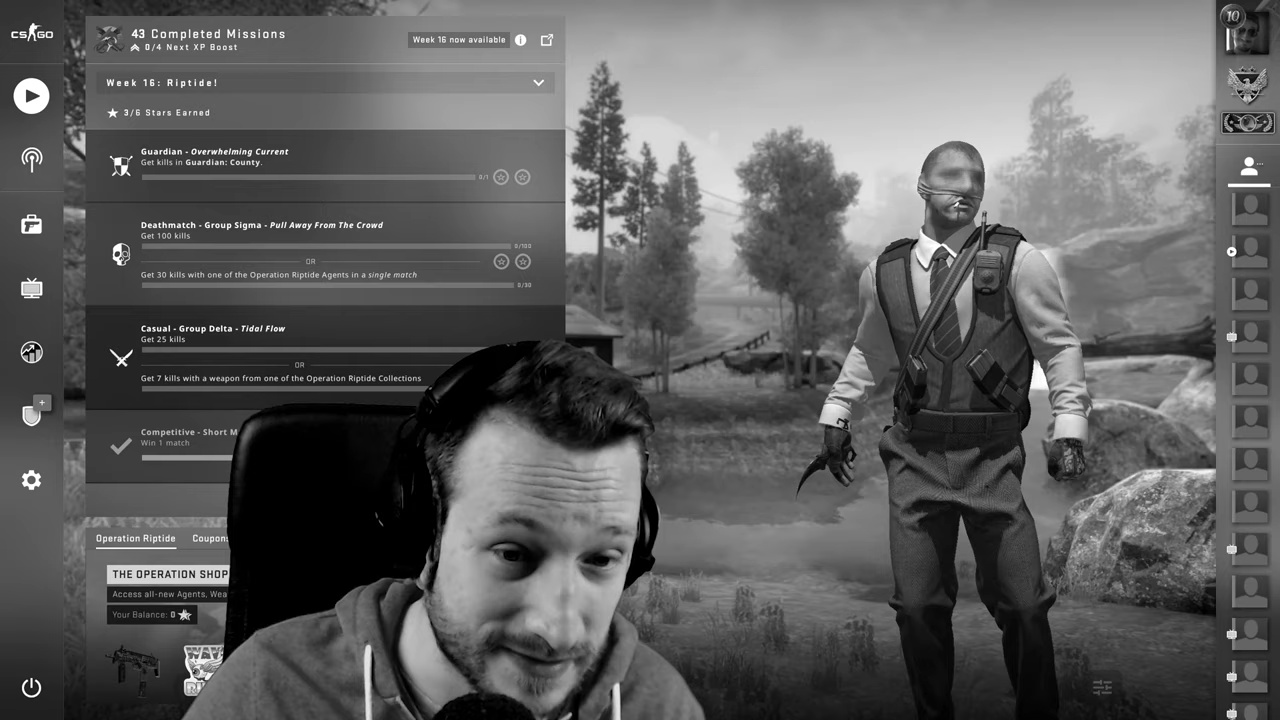 CS GO
43 Completed Missions
0/4 Next XP Boost
Week 16 now available
Week 16: Riptide!
3/6 Stars Earned
Guardian - Overwhelming Current
Get kills in Guardian: County.
0/1
Deathmatch - Group Sigma - Pull Away From The Crowd
Get 100 kills
0/100
OR
Get 30 kills with one of the Operation Riptide Agents in a single match
0/30
Casual - Group Delta - Tidal Flow
Get 25 kills
OR
Get 7 kills with a weapon from one of the Operation Riptide Collections
Competitive - Short M
Win 1 match
Operation Riptide
Coupons
THE OPERATION SHOP
Access all-new Agents, Wea
Your Balance: 0
10